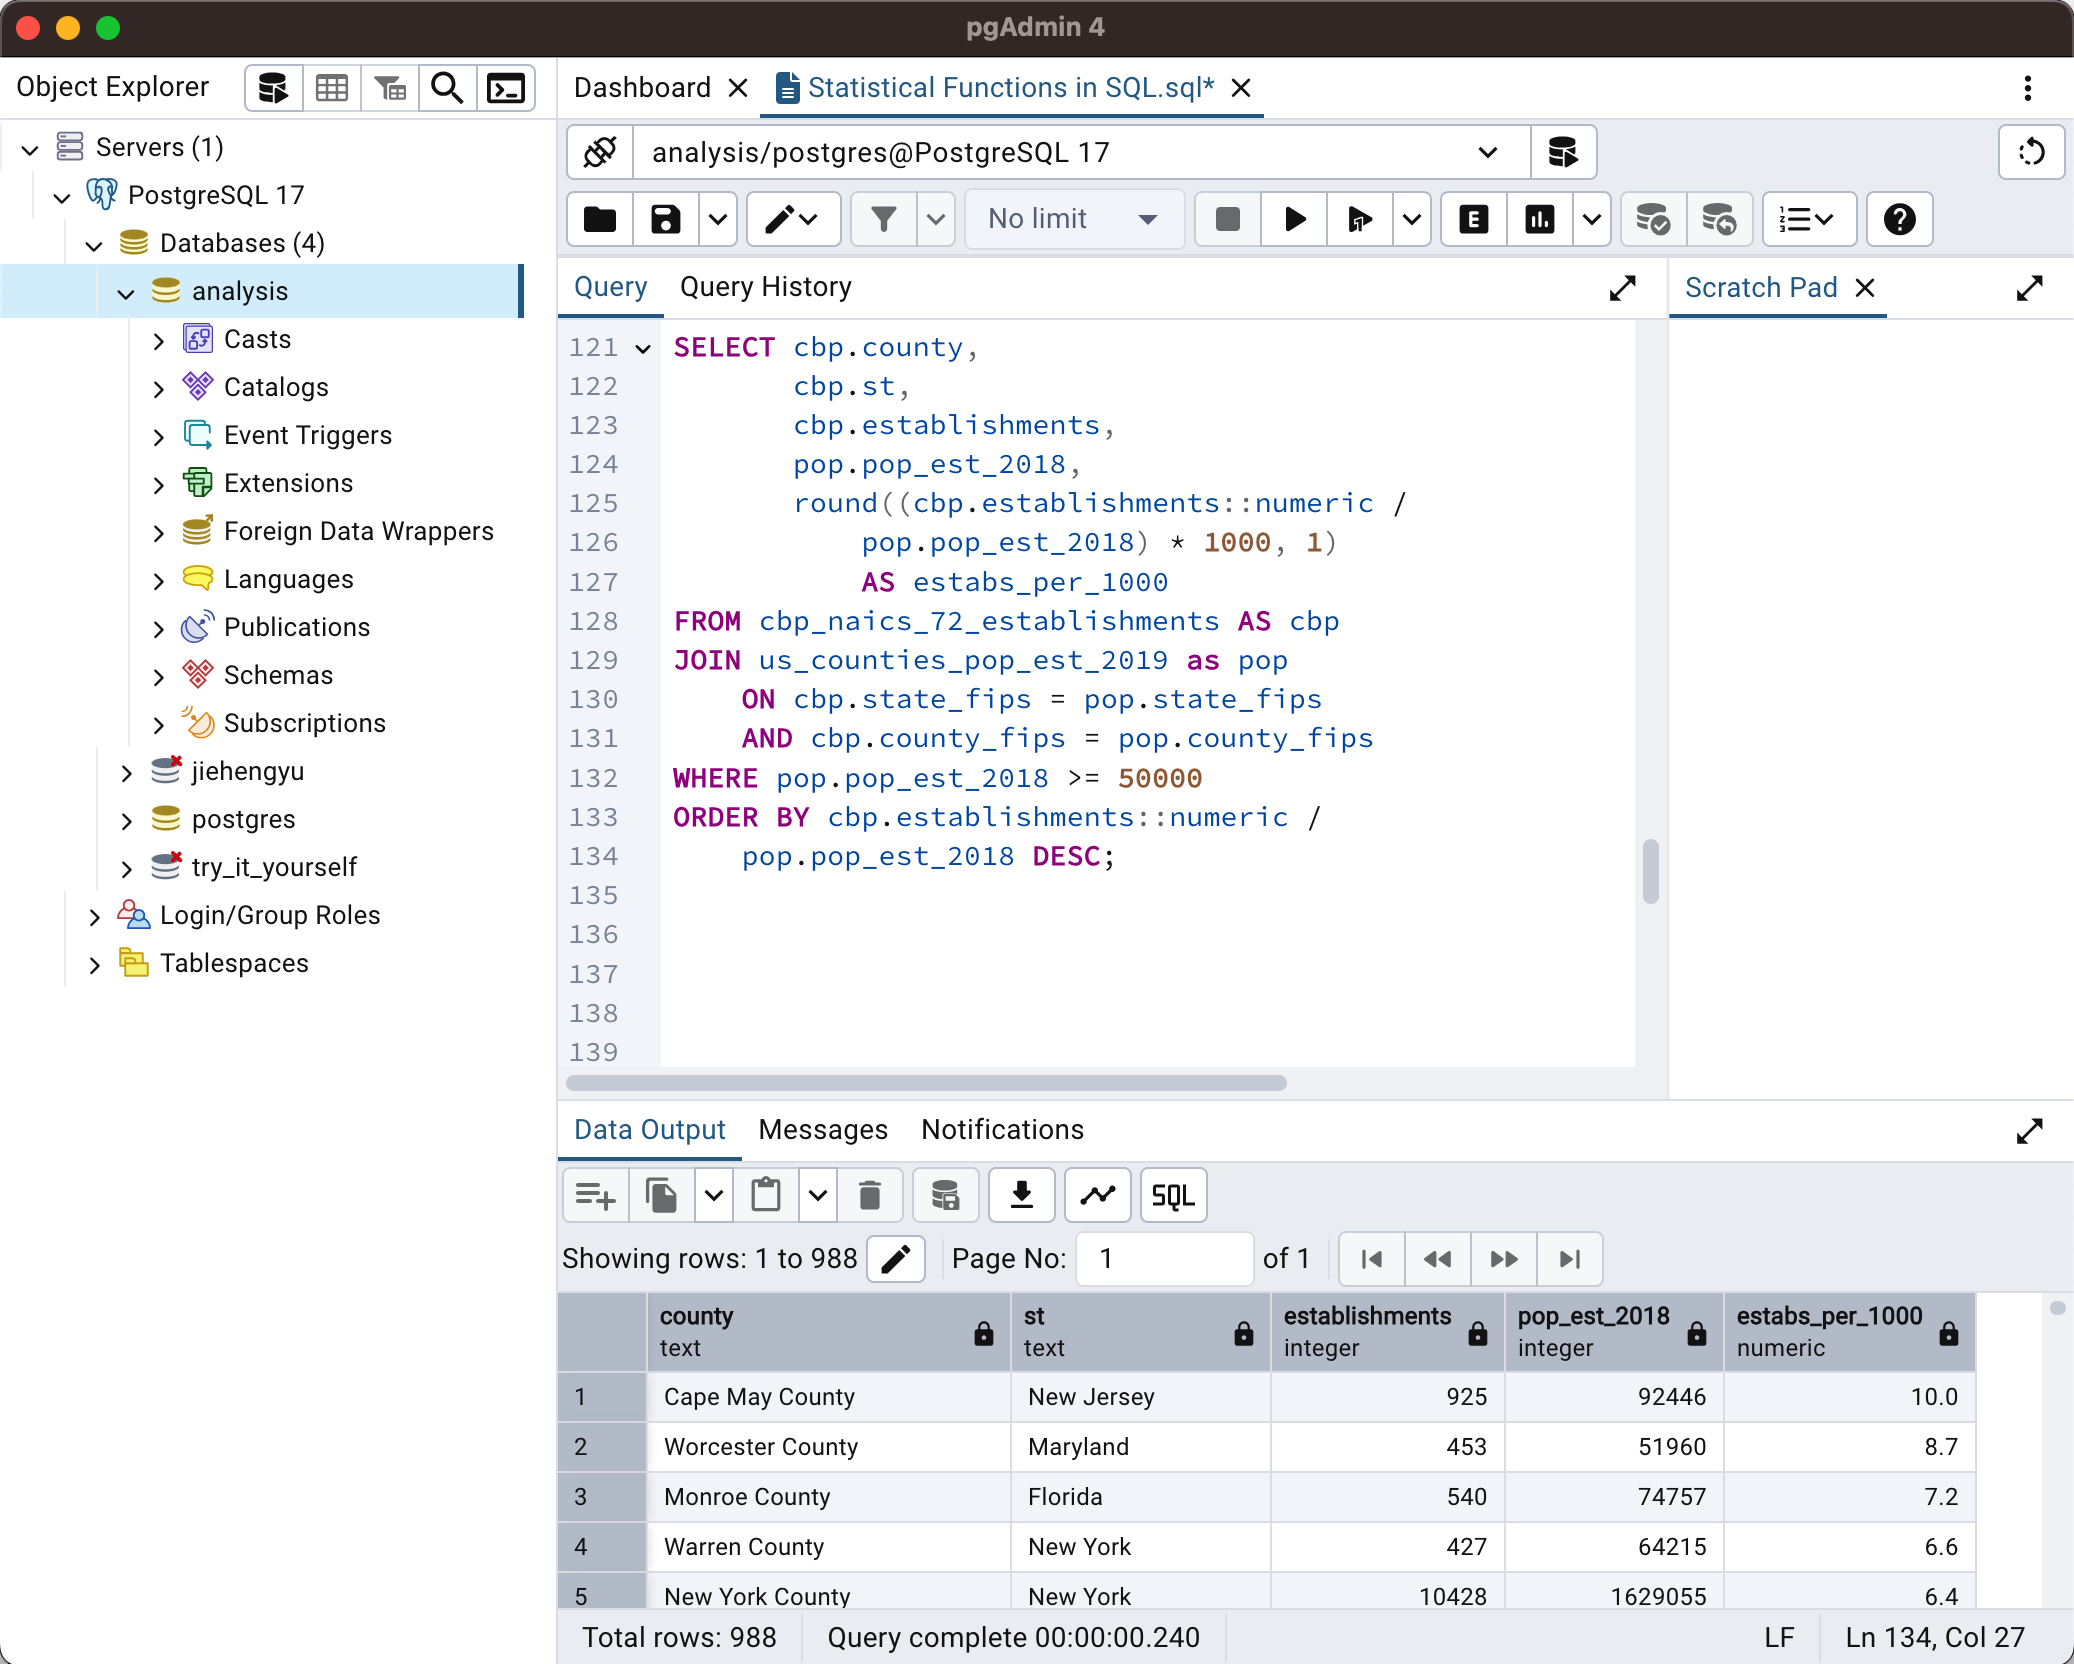 pgAdmin 4
Object Explorer
Servers (1)
PostgreSQL 17
Databases (4)
analysis
Casts
Catalogs
Event Triggers
Extensions
Foreign Data Wrappers
Languages
Publications
Schemas
Subscriptions
jiehengyu
postgres
try_it_yourself
Login/Group Roles
Tablespaces
Dashboard
Statistical Functions in SQL.sql*
analysis/postgres@PostgreSQL 17
No limit
E
Query Query History
Scratch Pad
121 SELECT cbp.county,
122 cbp.st,
123 cbp.establishments,
124 pop.pop_est_2018,
125 round((cbp.establishments::numeric /
126 pop.pop_est_2018) * 1000, 1)
127 AS estabs_per_1000
128 FROM cbp_naics_72_establishments AS cbp
129 JOIN us_counties_pop_est_2019 as pop
130 ON cbp.state_fips = pop.state_fips
131 AND cbp.county_fips = pop.county_fips
132 WHERE pop.pop_est_2018 >= 50000
133 ORDER BY cbp.establishments::numeric /
134 pop.pop_est_2018 DESC;
135
136
137
138
139
Data Output Messages Notifications
SQL
Showing rows: 1 to 988 Page No: 1 of 1
county st establishments pop_est_2018 estabs_per_1000
text text integer integer numeric
1 Cape May County New Jersey 925 92446 10.0
2 Worcester County Maryland 453 51960 8.7
3 Monroe County Florida 540 74757 7.2
4 Warren County New York 427 64215 6.6
5 New York County New York 10428 1629055 6.4
Total rows: 988 Query complete 00:00:00.240 LF Ln 134, Col 27